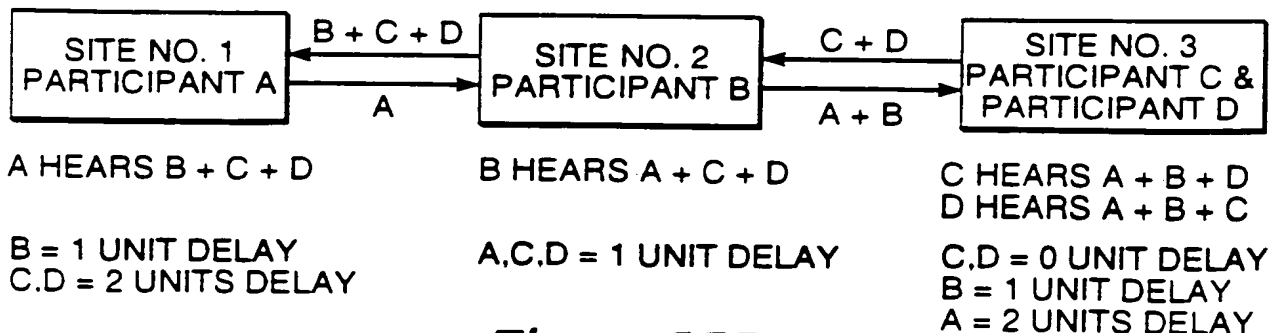 SITE NO. 1
PARTICIPANT A
B + C + D
A
SITE NO. 2
PARTICIPANT B
C + D
A + B
SITE NO. 3
PARTICIPANT C &
PARTICIPANT D
A HEARS B + C + D
B = 1 UNIT DELAY
C,D = 2 UNITS DELAY
B HEARS A + C + D
A,C,D = 1 UNIT DELAY
C HEARS A + B + D
D HEARS A + B + C
C,D = 0 UNIT DELAY
B = 1 UNIT DELAY
A = 2 UNITS DELAY